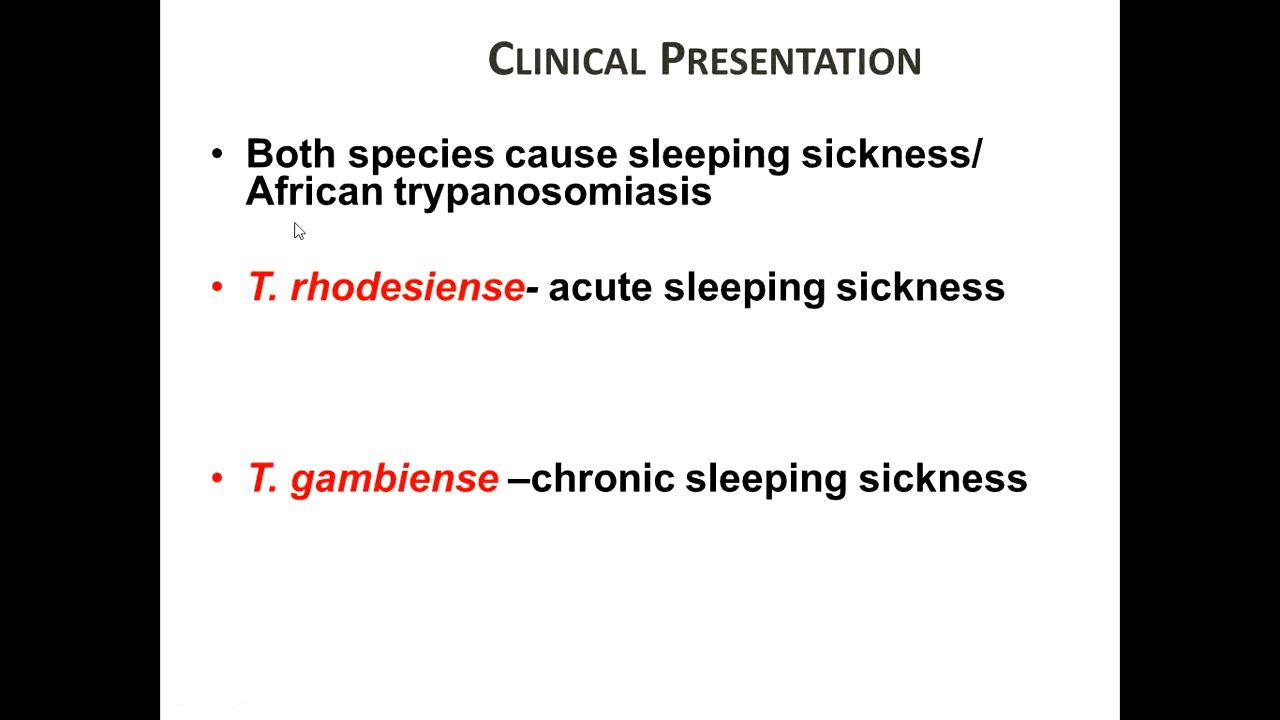 CLINICAL PRESENTATION
• Both species cause sleeping sickness/
African trypanosomiasis
• T. rhodesiense- acute sleeping sickness
• T. gambiense –chronic sleeping sickness